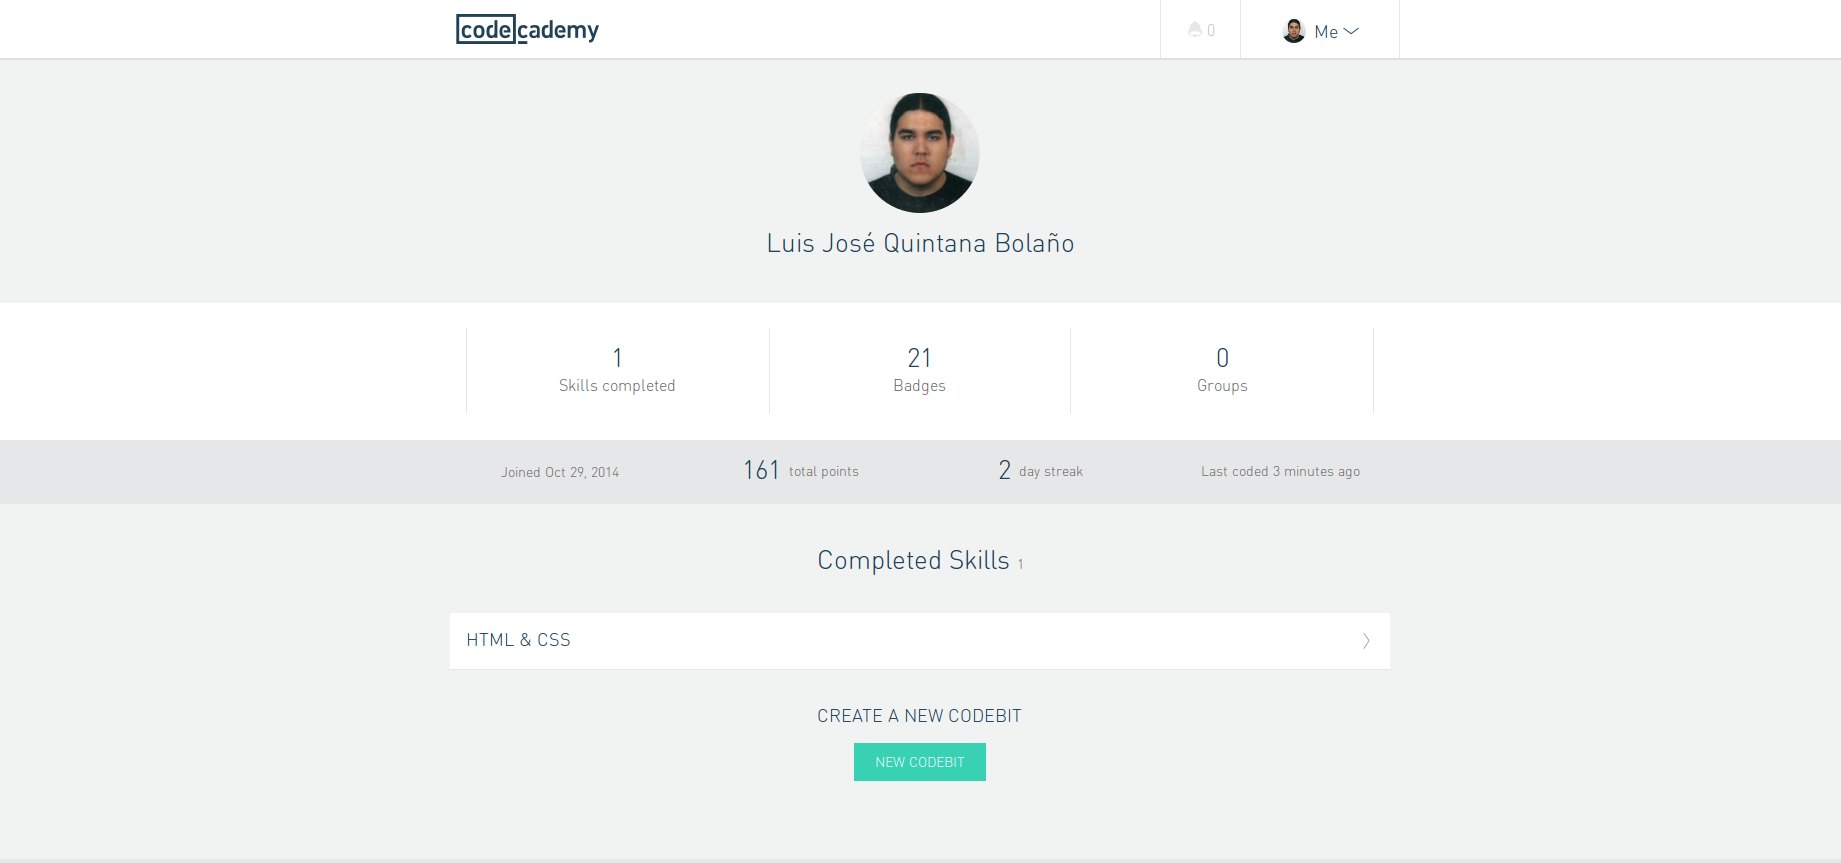 codecademy
0
Me
Luis José Quintana Bolaño
1
Skills completed
21
Badges
0
Groups
Joined Oct 29, 2014
161 total points
2 day streak
Last coded 3 minutes ago
Completed Skills 1
HTML & CSS
CREATE A NEW CODEBIT
NEW CODEBIT